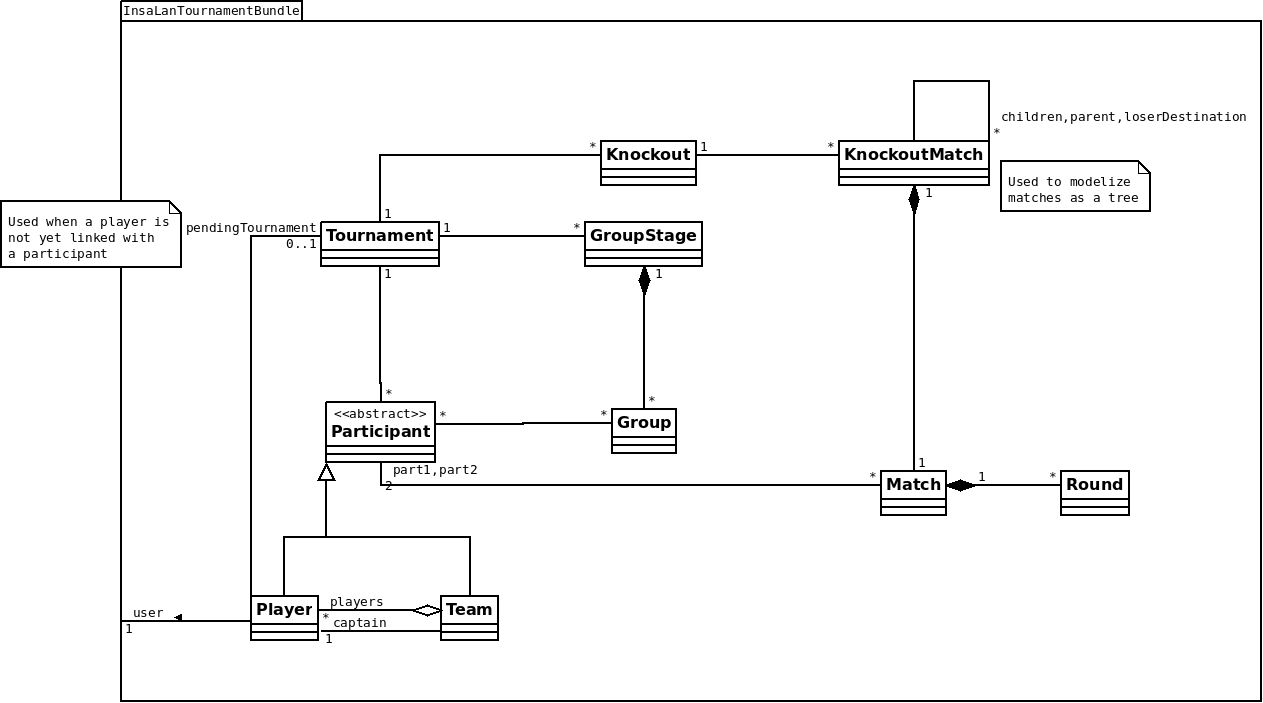 InsaLanTournamentBundle
children,parent,loserDestination
*
* Knockout 1
* KnockoutMatch
1
Used to modelize
matches as a tree
1
Used when a player is
not yet linked with
a participant
pendingTournament
0..1
Tournament 1
* GroupStage
1
1
*
<<abstract>>
Participant
*
*
* Group
part1,part2
2
1
* Match 1
* Round
user
1
Player
players
*
captain
1
Team